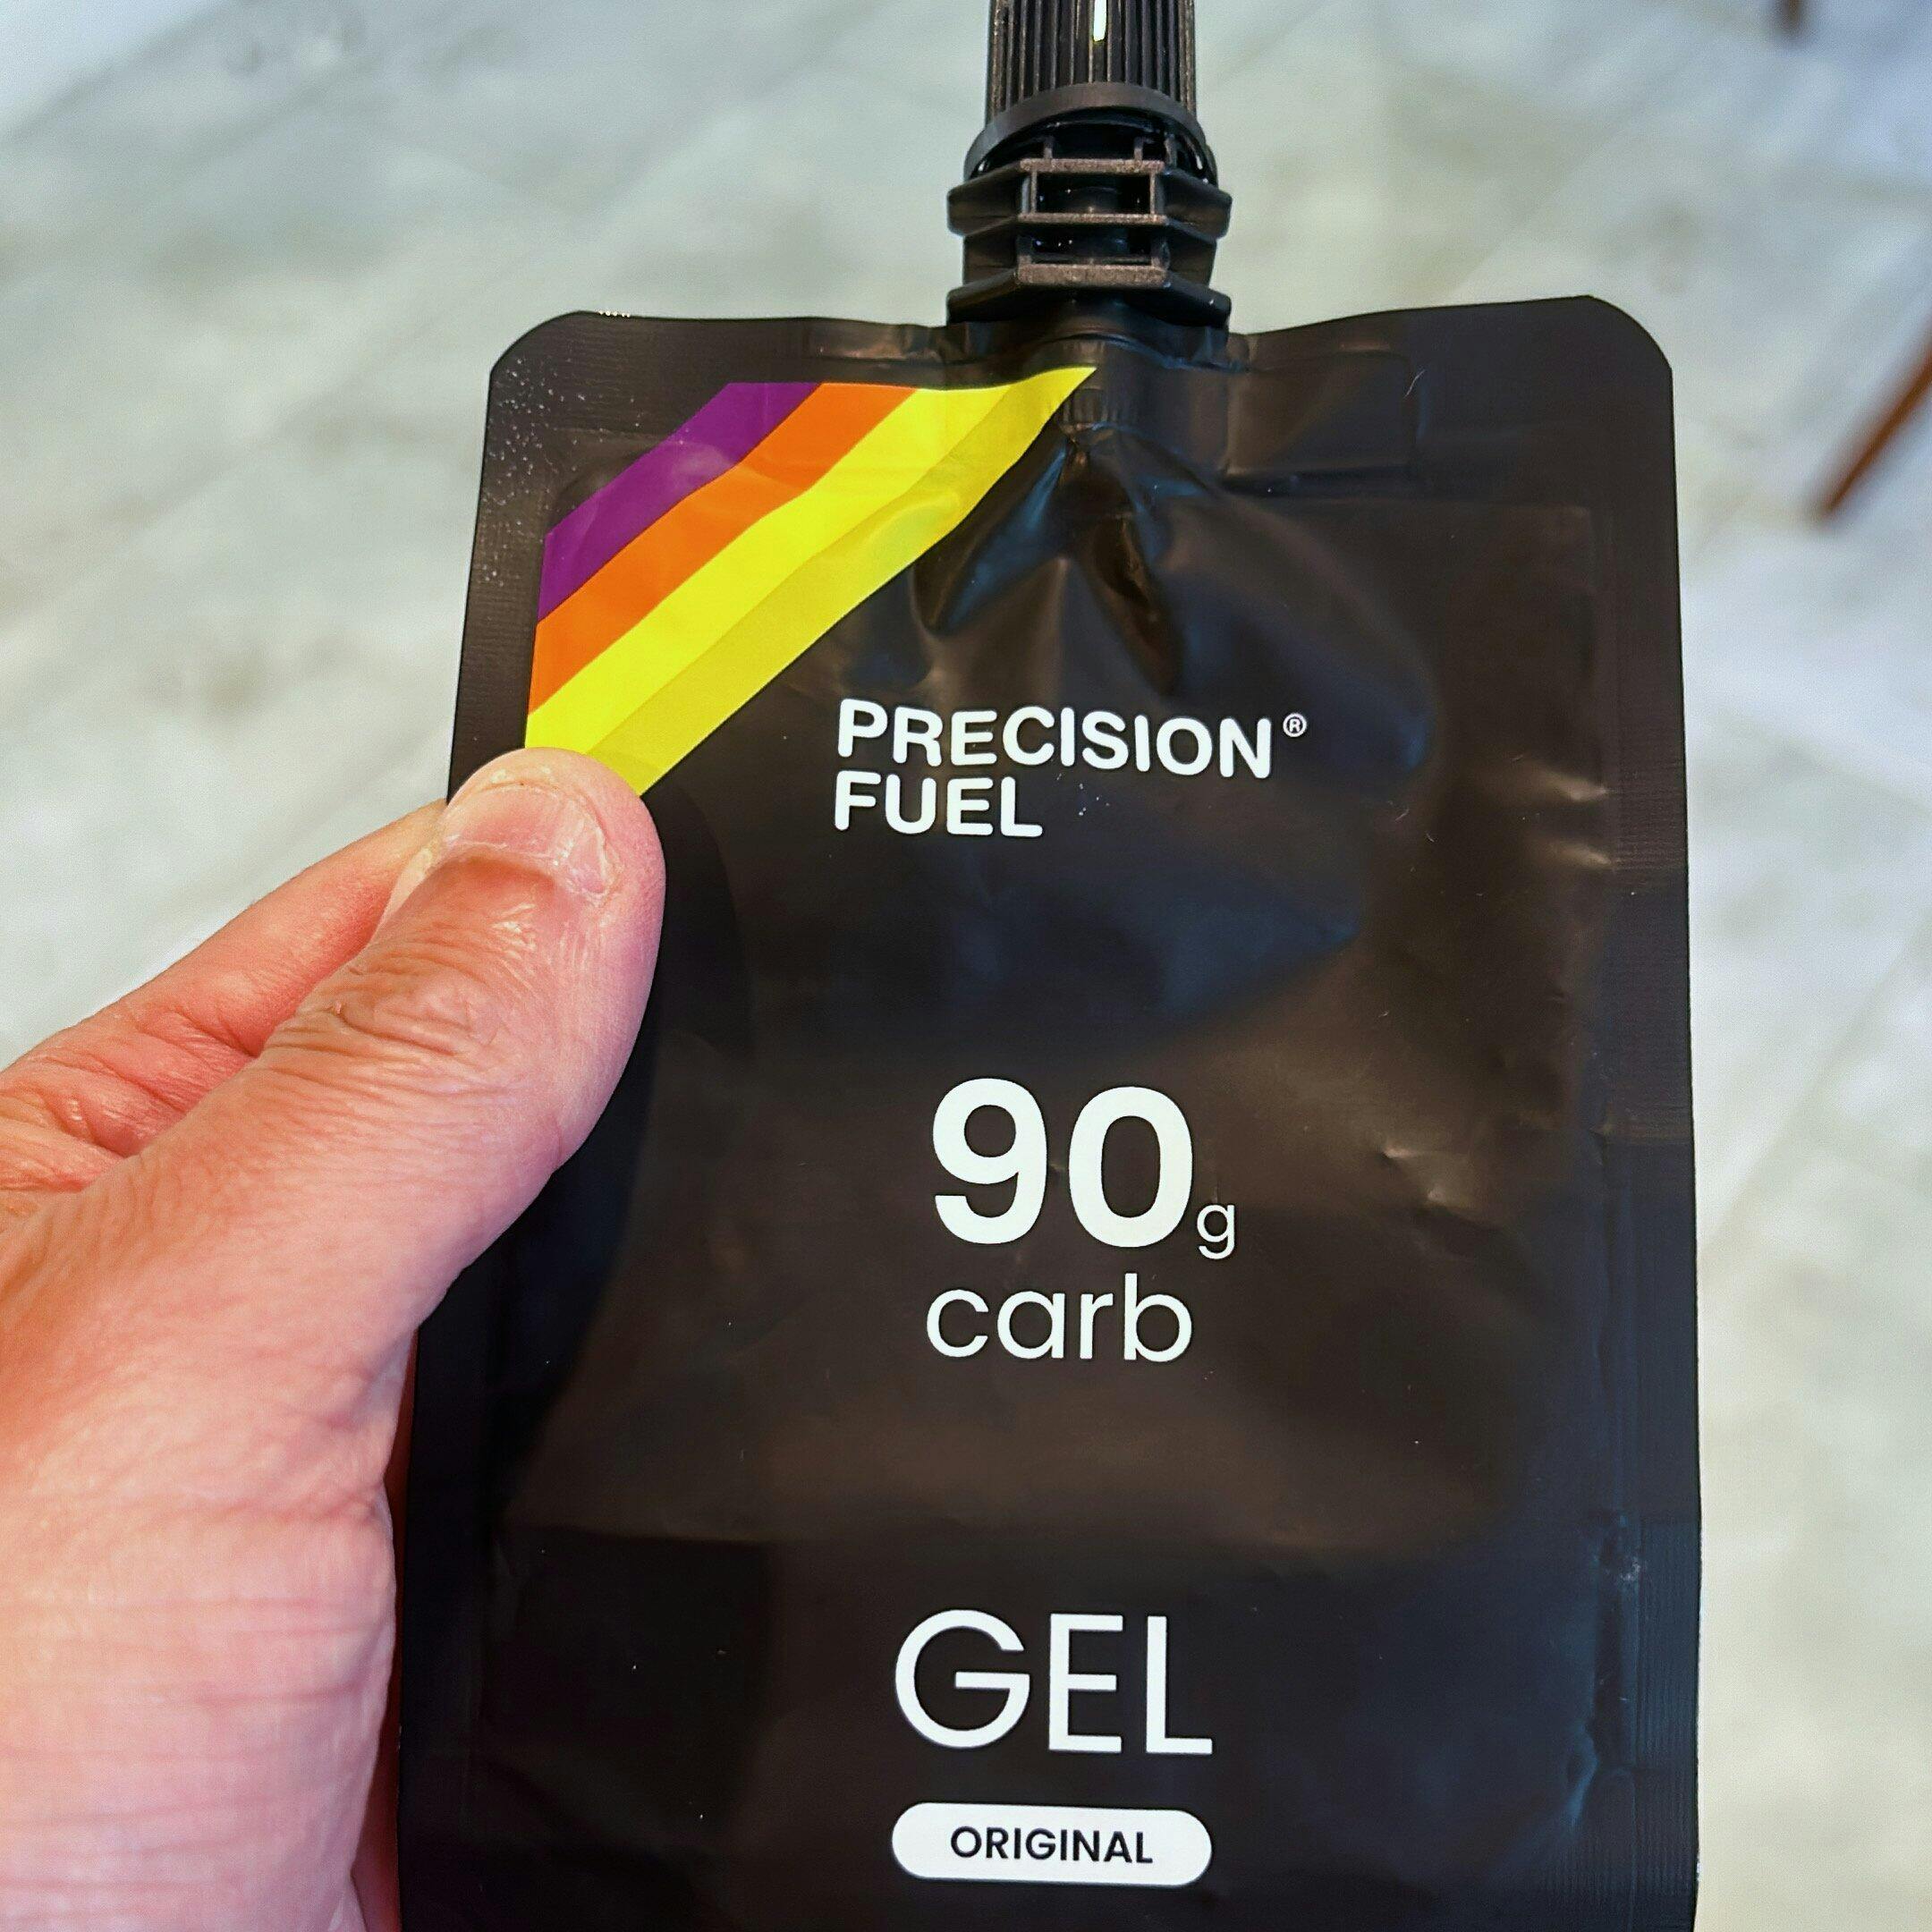 PRECISION®
FUEL
90g
carb
GEL
ORIGINAL